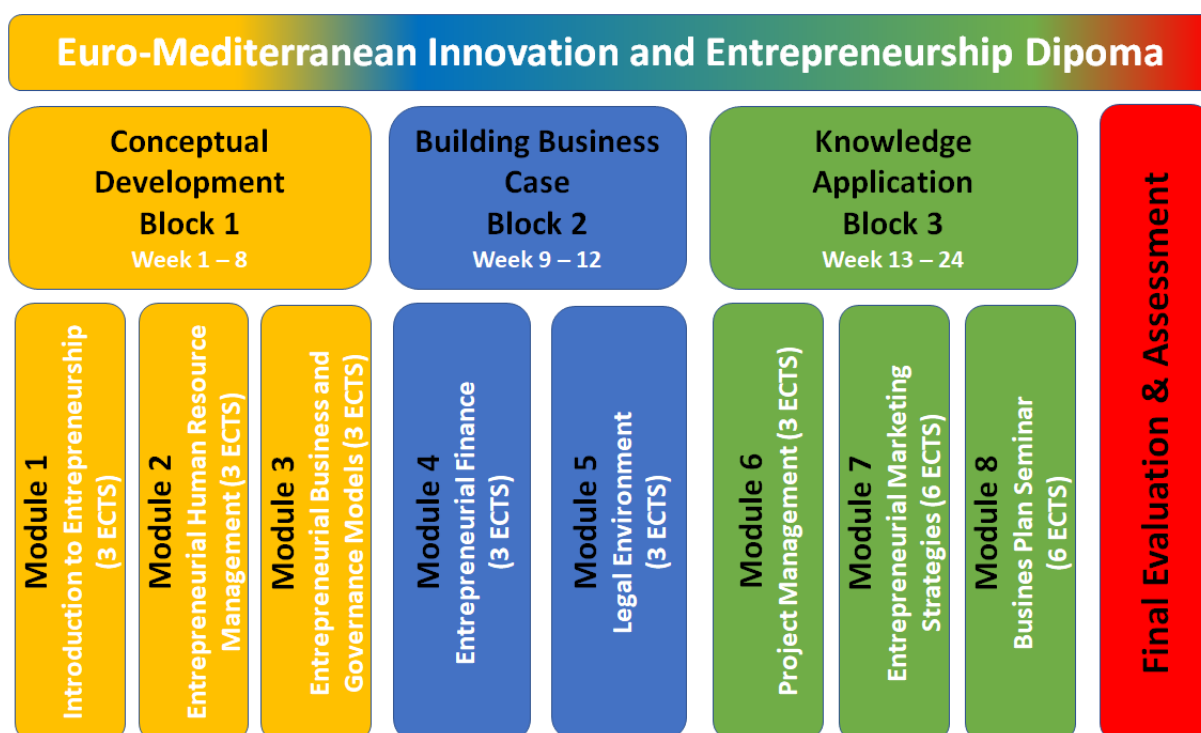 Euro-Mediterranean Innovation and Entrepreneurship Dipoma
Conceptual
Development
Block 1
Week 1 – 8
Building Business
Case
Block 2
Week 9 – 12
Knowledge
Application
Block 3
Week 13 – 24
Module 1
Introduction to Entrepreneurship
(3 ECTS)
Module 2
Entrepreneurial Human Resource
Management (3 ECTS)
Module 3
Entrepreneurial Business and
Governance Models (3 ECTS)
Module 4
Entrepreneurial Finance
(3 ECTS)
Module 5
Legal Environment
(3 ECTS)
Module 6
Project Management (3 ECTS)
Module 7
Entrepreneurial Marketing
Strategies (6 ECTS)
Module 8
Busines Plan Seminar
(6 ECTS)
Final Evaluation & Assessment